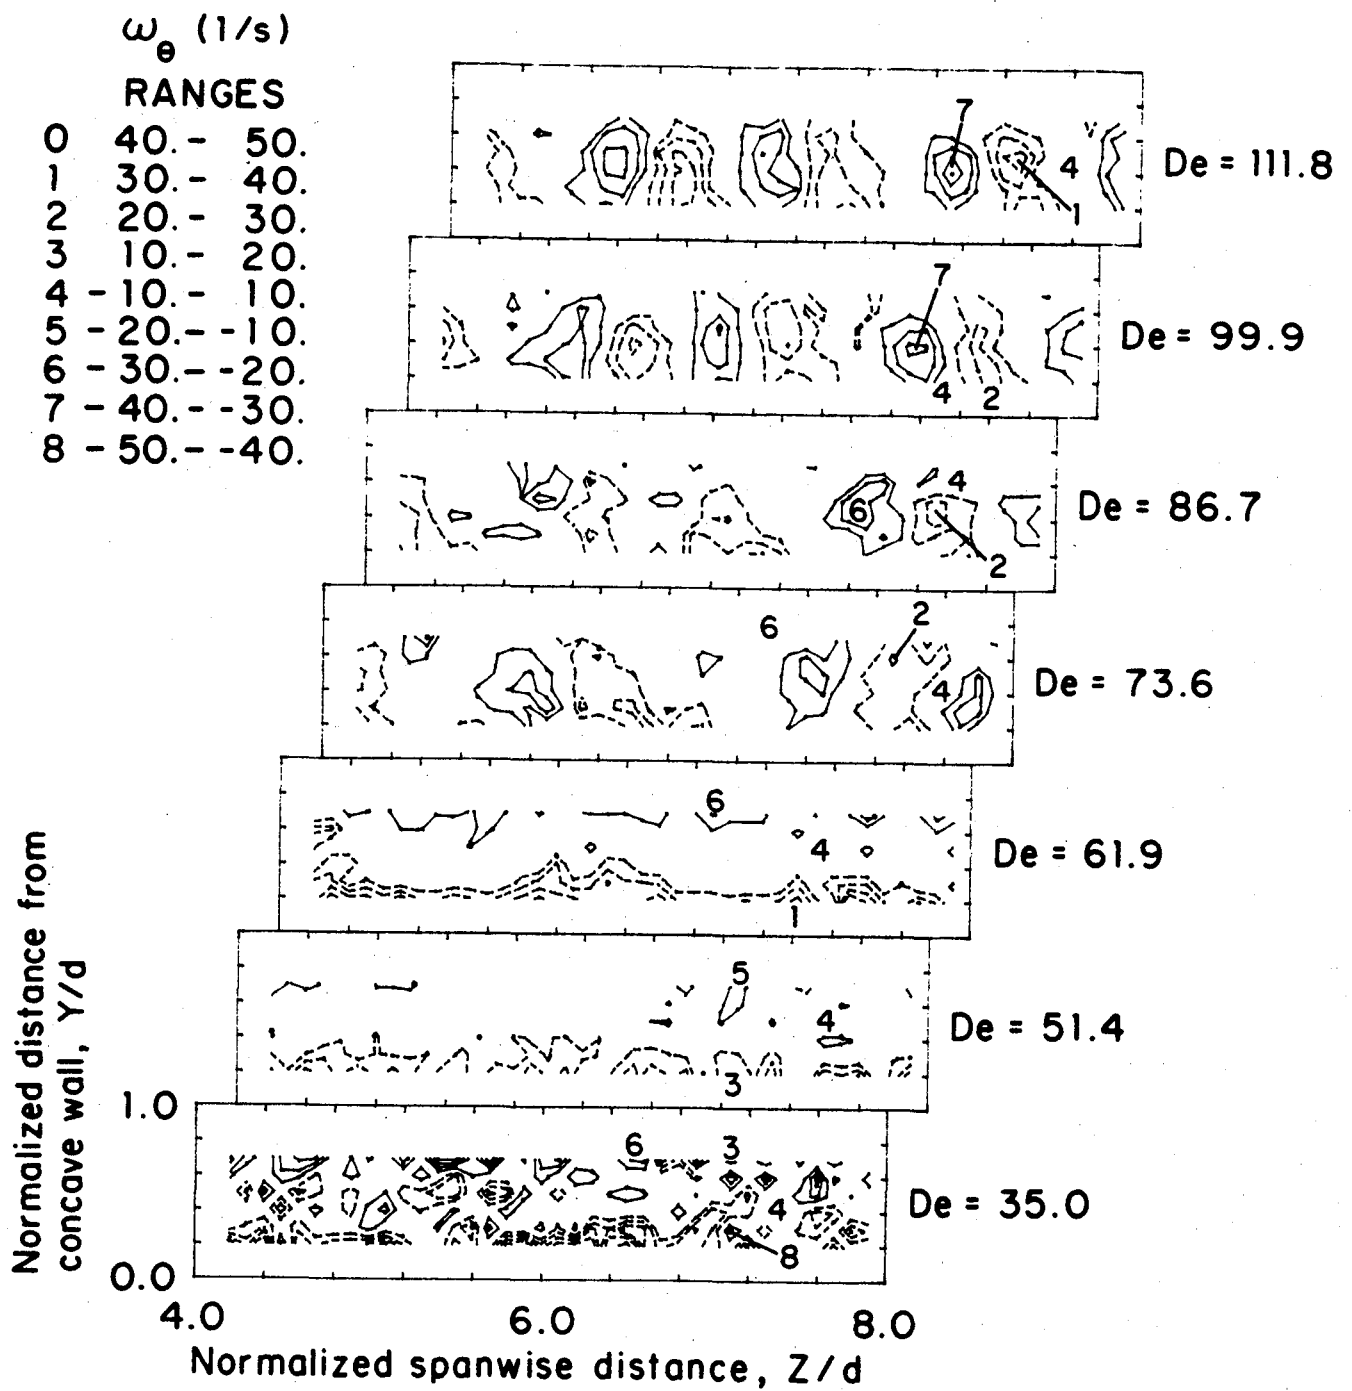 ωθ (1/s)
RANGES
0 40.- 50.
1 30.- 40.
2 20.- 30.
3 10.- 20.
4 -10.- 10.
5 -20.--10.
6 -30.--20.
7 -40.--30.
8 -50.--40.
7
4
1
De = 111.8
7
4
2
De = 99.9
4
6
2
De = 86.7
6
2
4
De = 73.6
6
4
1
De = 61.9
5
4
3
De = 51.4
6
3
4
8
De = 35.0
Normalized distance from
concave wall, Y/d
1.0
0.0
4.0 6.0 8.0
Normalized spanwise distance, Z/d